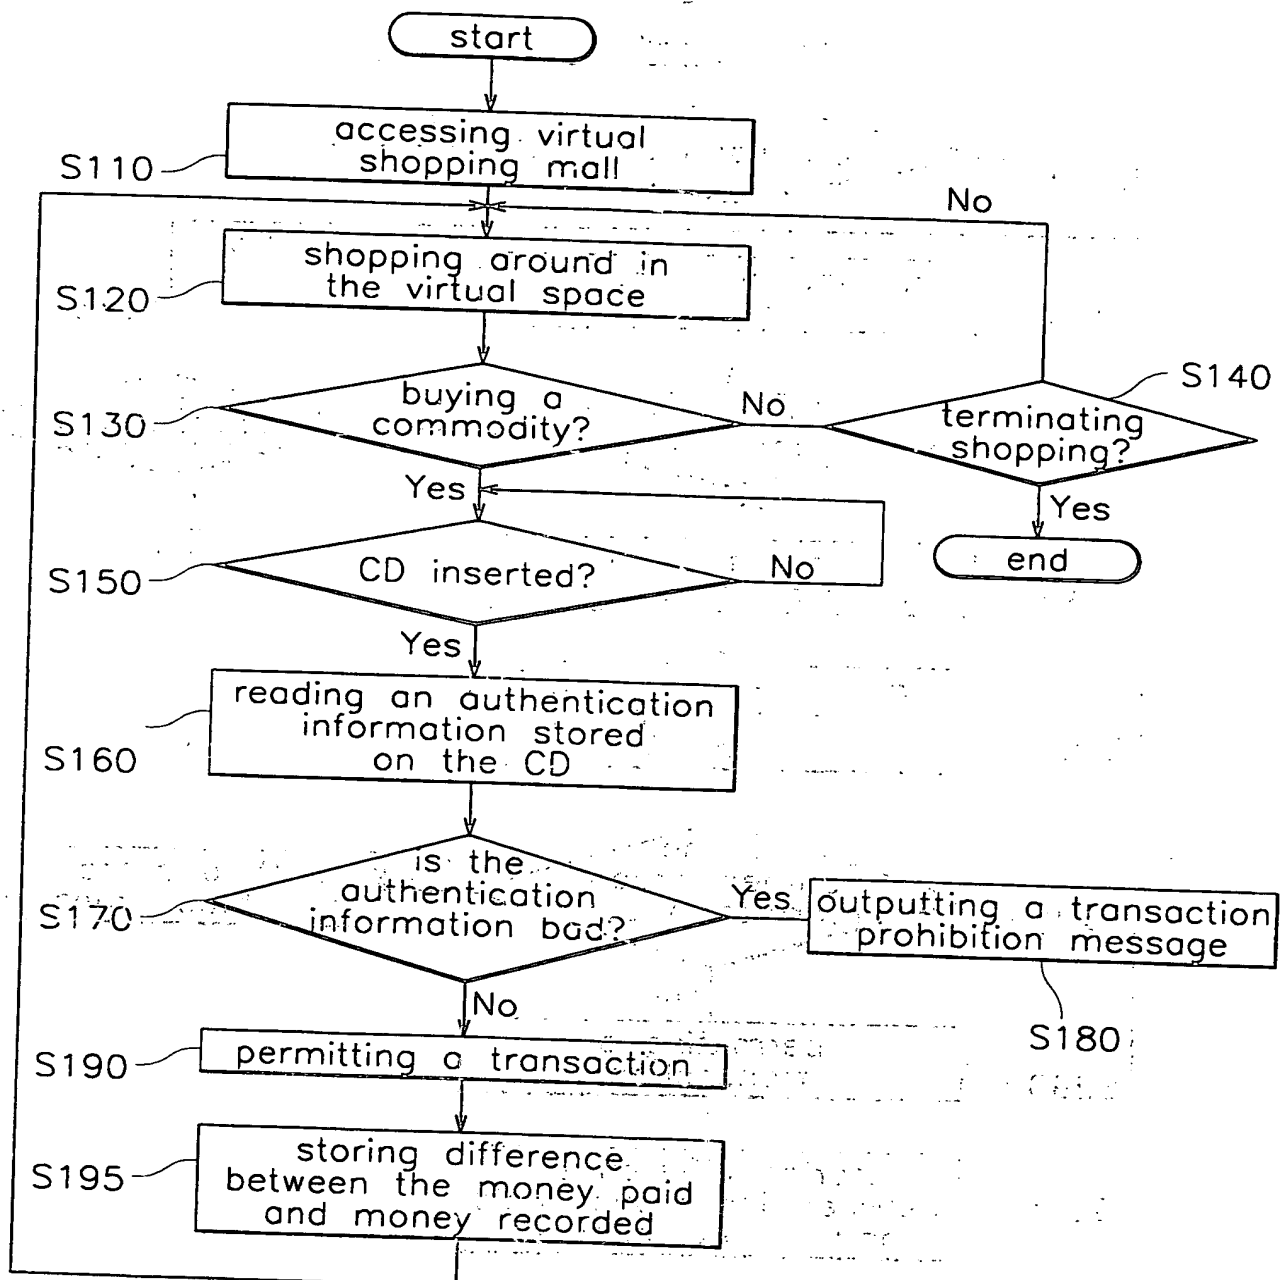 start
accessing virtual
shopping mall
S110
No
shopping around in
the virtual space
S120
buying a
commodity?
S130
No
S140
terminating
shopping?
Yes
Yes
end
CD inserted?
S150
No
Yes
reading an authentication
information stored
on the CD
S160
is the
authentication
information bad?
S170
Yes
outputting a transaction
prohibition message
S180
No
permitting a transaction
S190
storing difference
between the money paid
and money recorded
S195